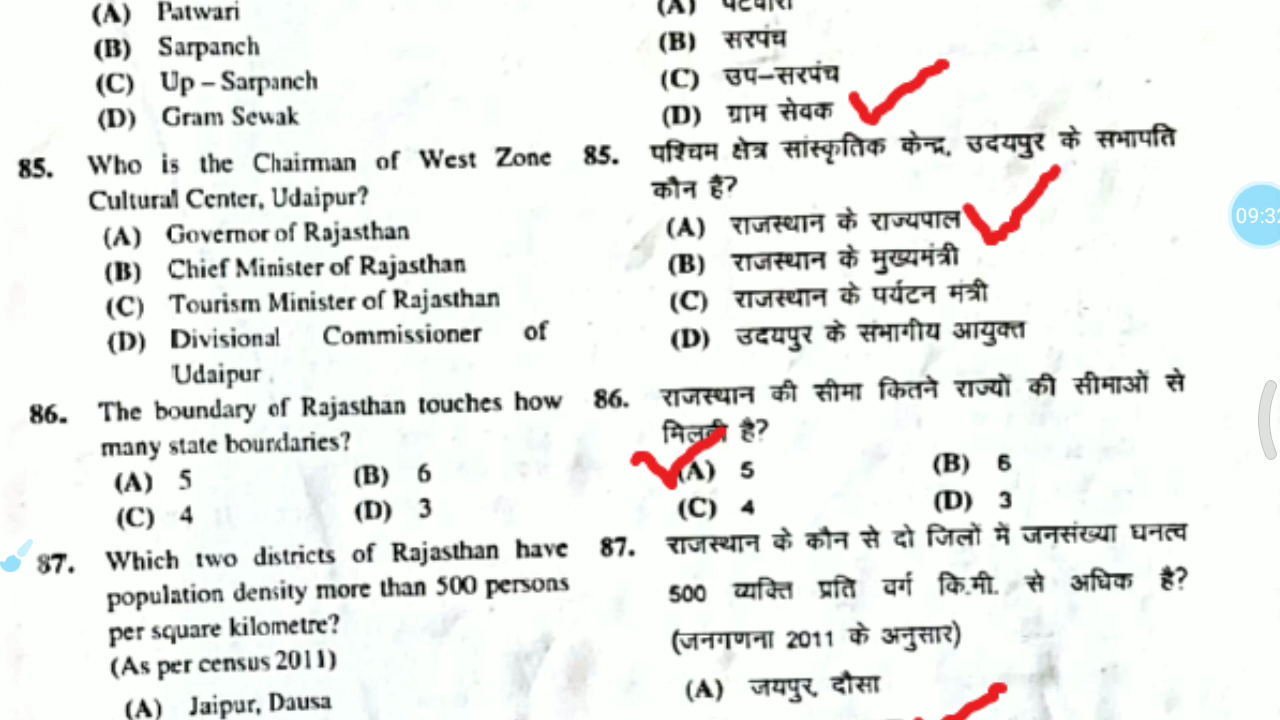 (A) Patwari
(B) Sarpanch
(C) Up – Sarpanch
(D) Gram Sewak
85. Who is the Chairman of West Zone
Cultural Center, Udaipur?
(A) Governor of Rajasthan
(B) Chief Minister of Rajasthan
(C) Tourism Minister of Rajasthan
(D) Divisional Commissioner of
Udaipur
86. The boundary of Rajasthan touches how
many state boundaries?
(A) 5 (B) 6
(C) 4 (D) 3
87. Which two districts of Rajasthan have
population density more than 500 persons
per square kilometre?
(As per census 2011)
(A) Jaipur, Dausa
(A) पटवारी
(B) सरपंच
(C) उप–सरपंच
(D) ग्राम सेवक
85. पश्चिम क्षेत्र सांस्कृतिक केन्द्र, उदयपुर के सभापति
कौन हैं?
(A) राजस्थान के राज्यपाल
(B) राजस्थान के मुख्यमंत्री
(C) राजस्थान के पर्यटन मंत्री
(D) उदयपुर के संभागीय आयुक्त
86. राजस्थान की सीमा कितने राज्यों की सीमाओं से
मिलती है?
(A) 5 (B) 6
(C) 4 (D) 3
87. राजस्थान के कौन से दो जिलों में जनसंख्या घनत्व
500 व्यक्ति प्रति वर्ग कि.मी. से अधिक है?
(जनगणना 2011 के अनुसार)
(A) जयपुर, दौसा